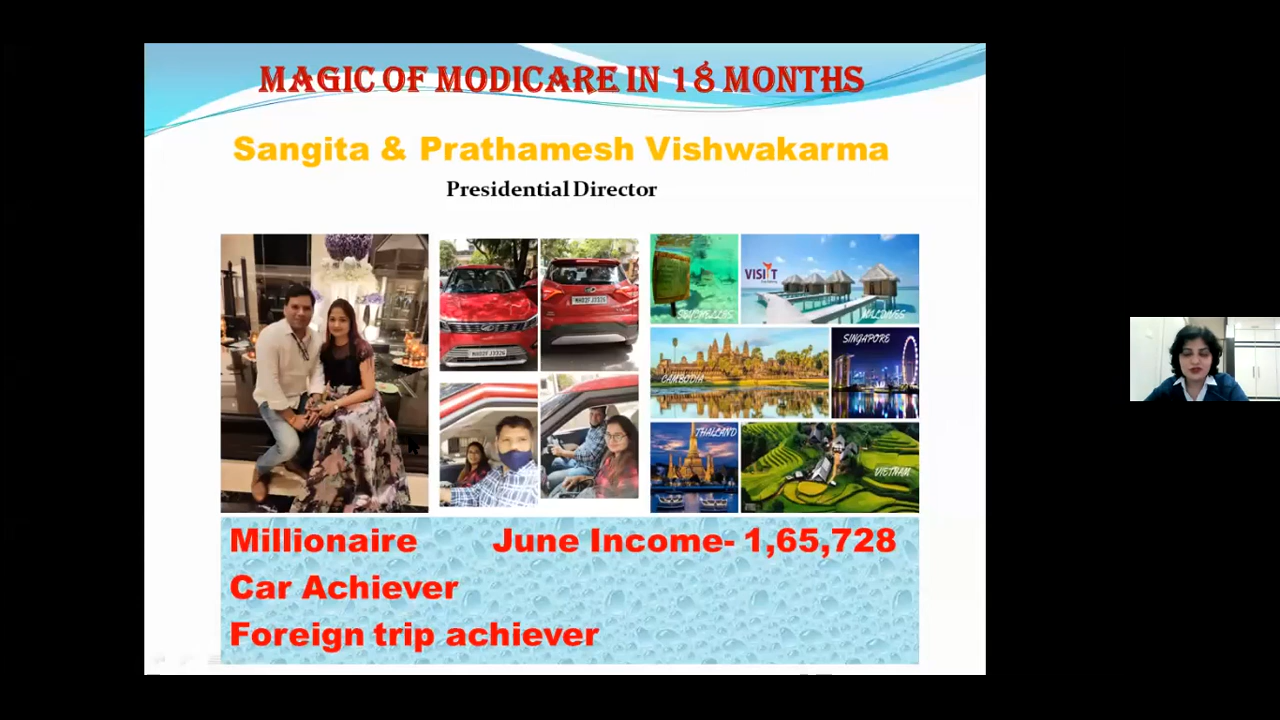 MAGIC OF MODICARE IN 18 MONTHS
Sangita & Prathamesh Vishwakarma
Presidential Director
SEYCHELLES
VISIT
MALDIVES
CAMBODIA
SINGAPORE
THAILAND
VIETNAM
Millionaire June Income- 1,65,728
Car Achiever
Foreign trip achiever